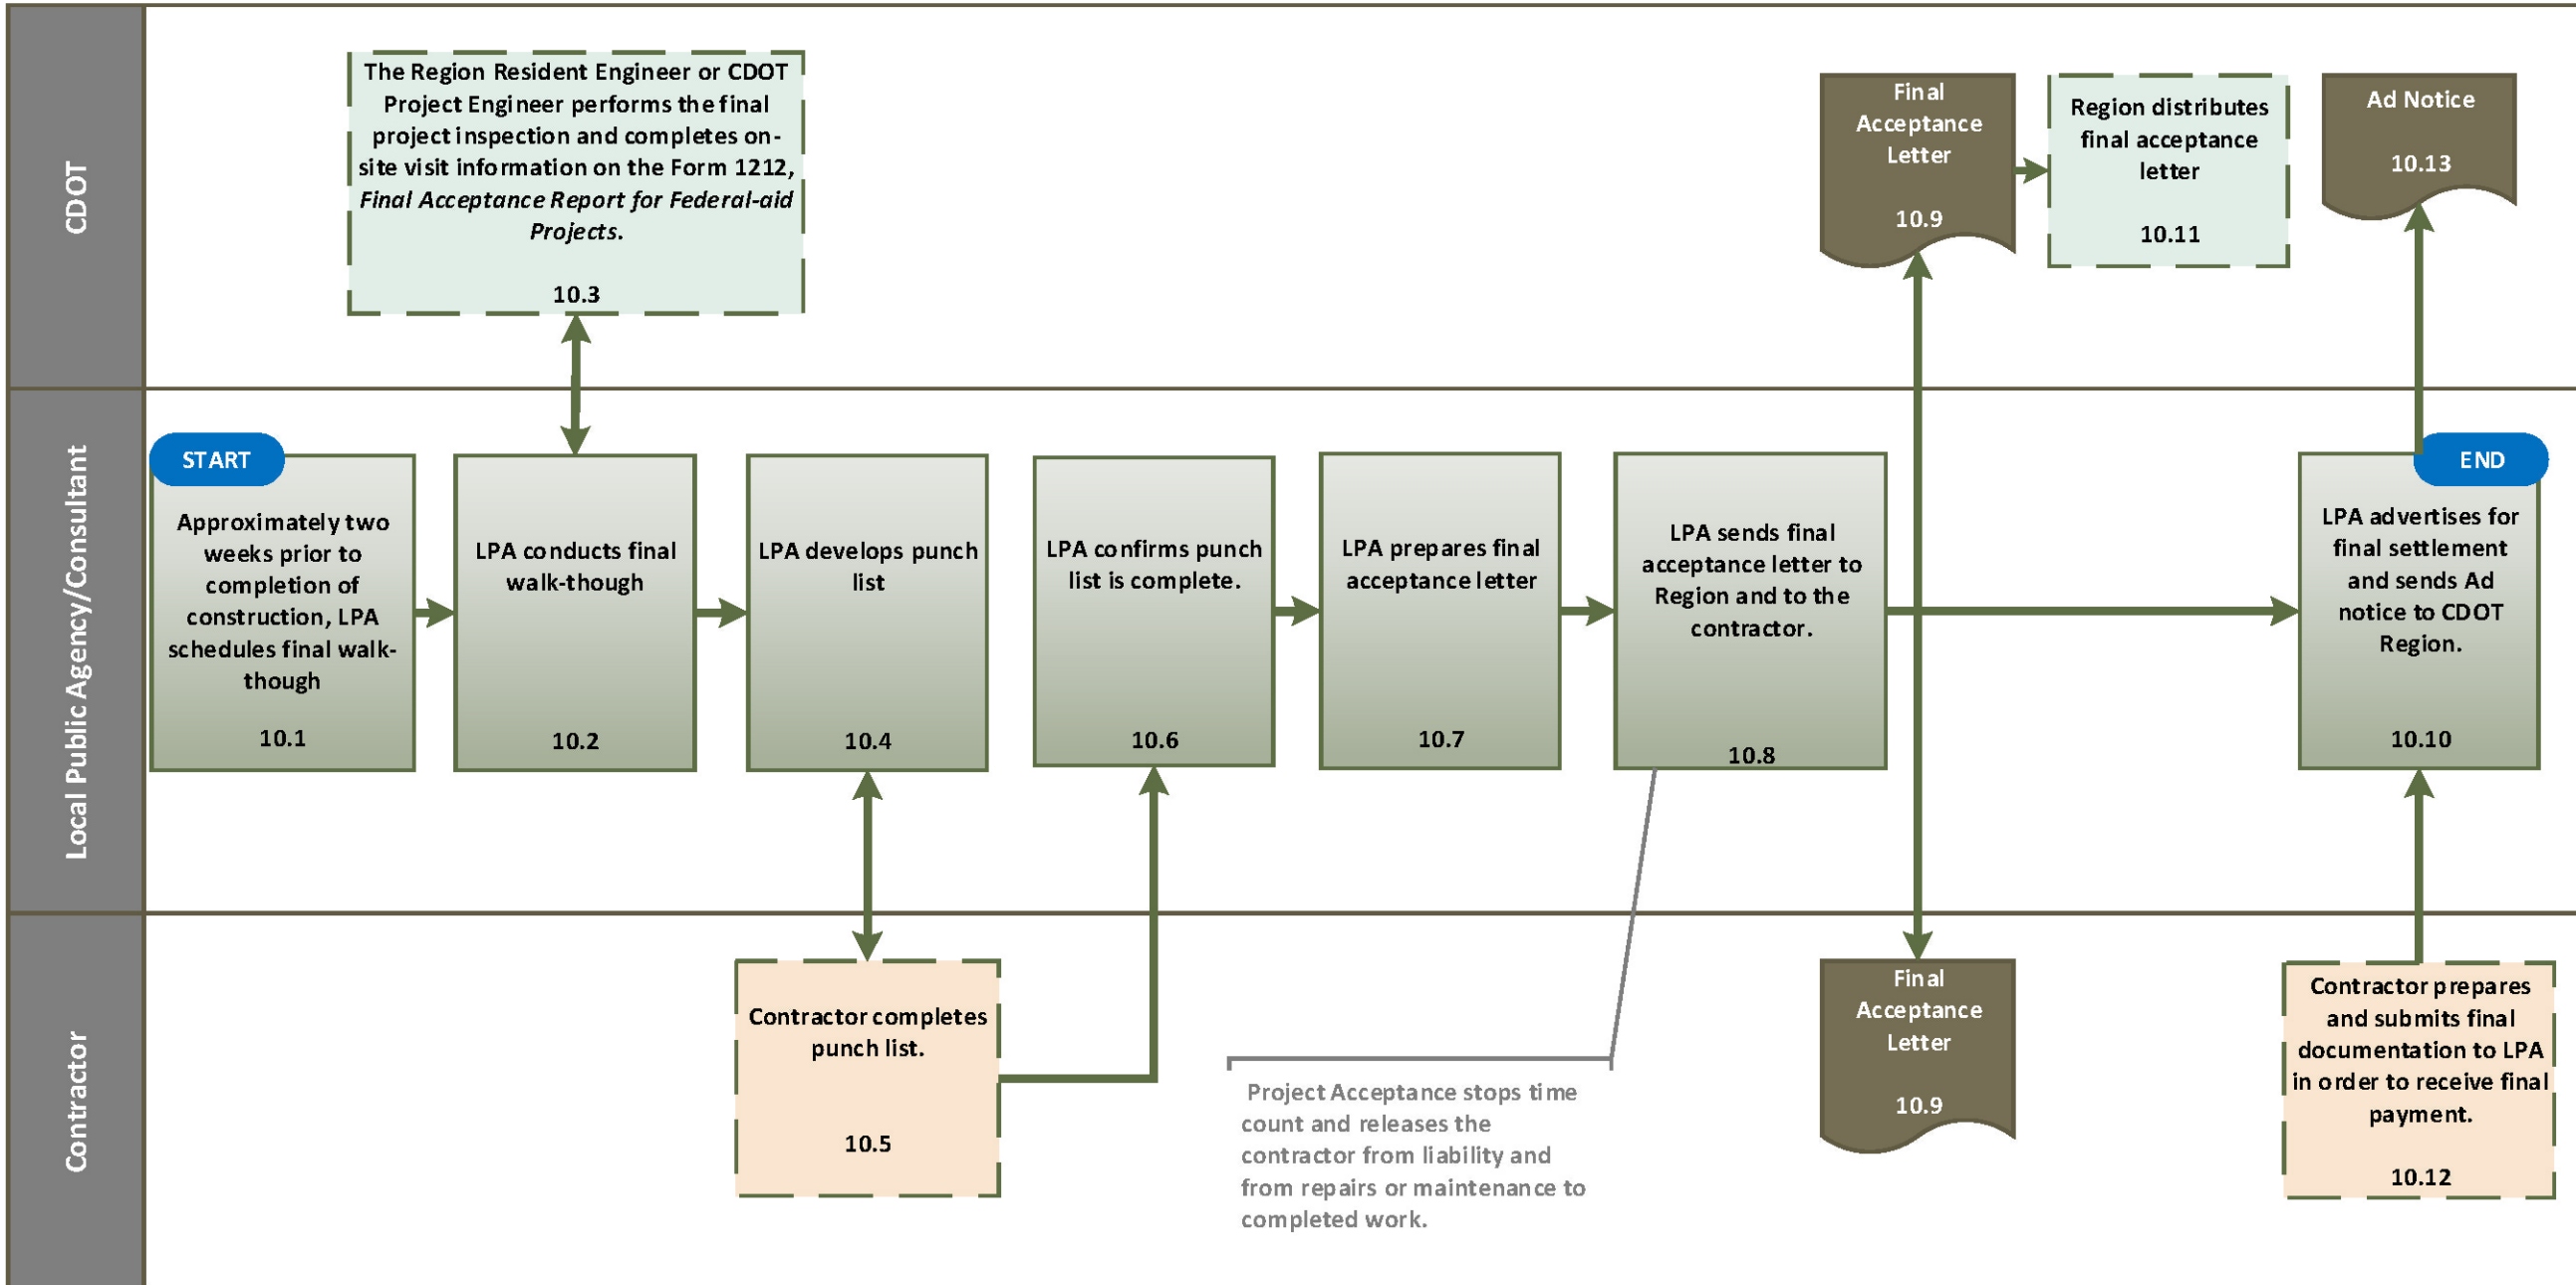 CDOT
The Region Resident Engineer or CDOT
Project Engineer performs the final
project inspection and completes on-
site visit information on the Form 1212,
Final Acceptance Report for Federal-aid
Projects.
10.3
Final
Acceptance
Letter
10.9
Region distributes
final acceptance
letter
10.11
Ad Notice
10.13
Local Public Agency/Consultant
START
Approximately two
weeks prior to
completion of
construction, LPA
schedules final walk-
though
10.1
LPA conducts final
walk-though
10.2
LPA develops punch
list
10.4
LPA confirms punch
list is complete.
10.6
LPA prepares final
acceptance letter
10.7
LPA sends final
acceptance letter to
Region and to the
contractor.
10.8
END
LPA advertises for
final settlement
and sends Ad
notice to CDOT
Region.
10.10
Contractor
Contractor completes
punch list.
10.5
Project Acceptance stops time
count and releases the
contractor from liability and
from repairs or maintenance to
completed work.
Final
Acceptance
Letter
10.9
Contractor prepares
and submits final
documentation to LPA
in order to receive final
payment.
10.12